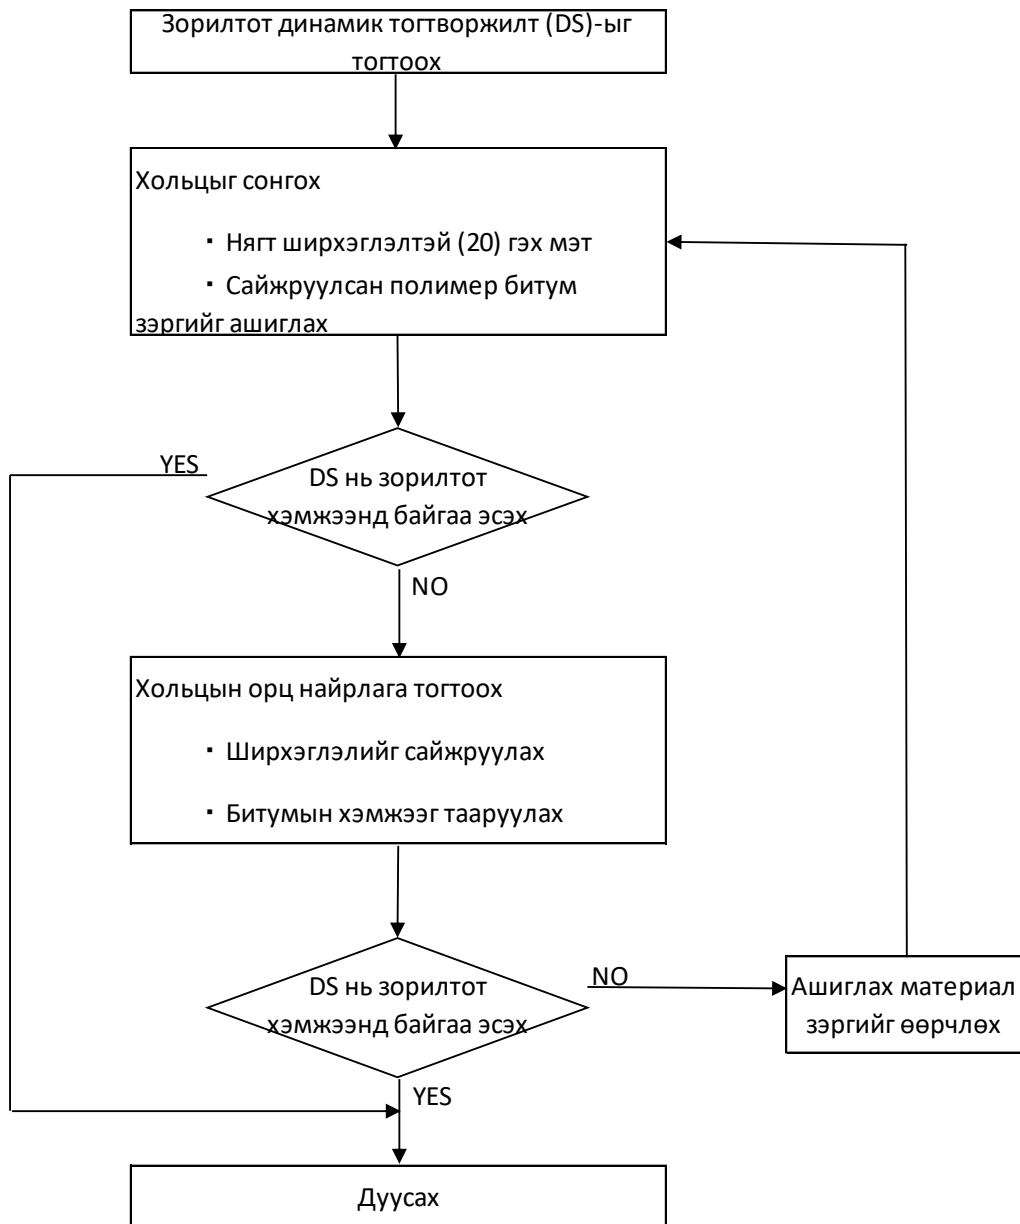 Зорилтот динамик тогтворжилт (DS)-ыг
тогтоох
Хольцыг сонгох
・ Нягт ширхэглэлтэй (20) гэх мэт
・ Сайжруулсан полимер битум
зэргийг ашиглах
YES
DS нь зорилтот
хэмжээнд байгаа эсэх
NO
Хольцын орц найрлага тогтоох
・ Ширхэглэлийг сайжруулах
・ Битумын хэмжээг тааруулах
DS нь зорилтот
хэмжээнд байгаа эсэх
NO
Ашиглах материал
зэргийг өөрчлөх
YES
Дуусах